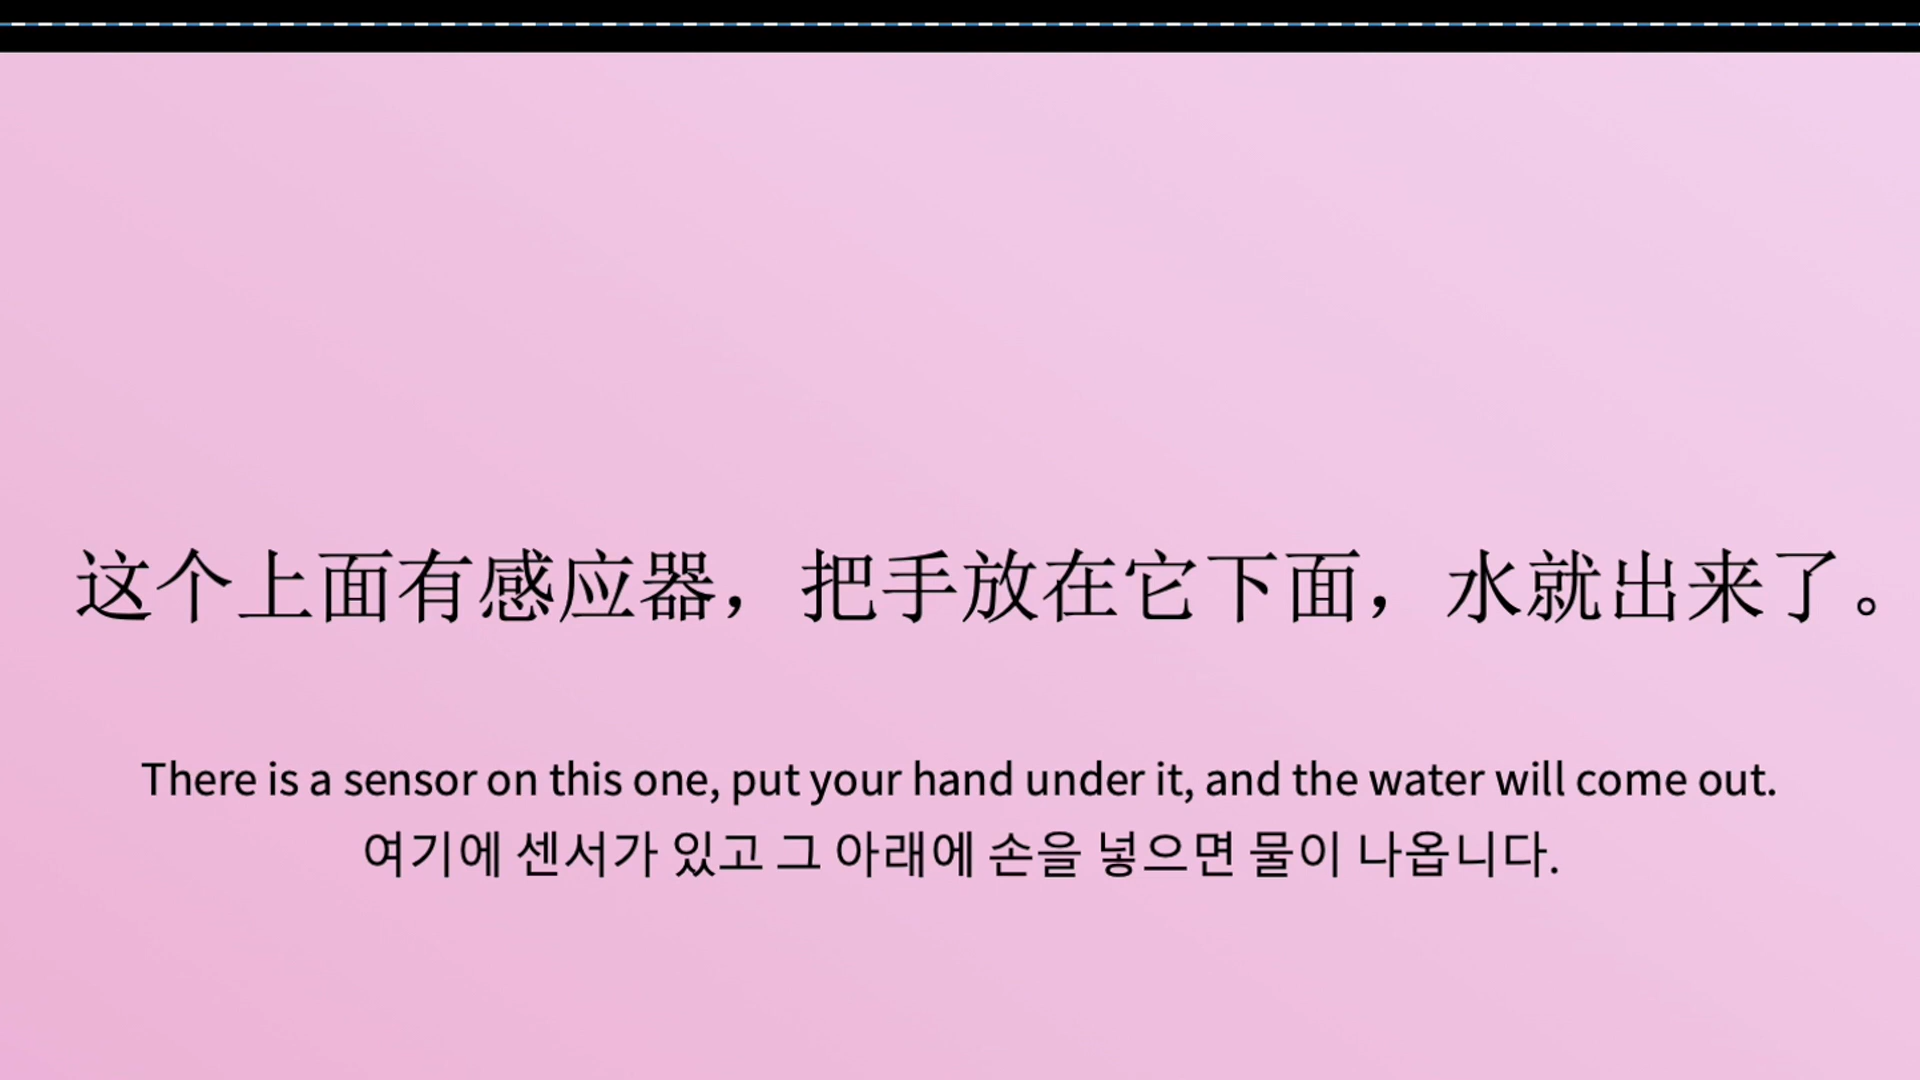 这个上面有感应器，把手放在它下面，水就出来了。
There is a sensor on this one, put your hand under it, and the water will come out.
여기에 센서가 있고 그 아래에 손을 넣으면 물이 나옵니다.